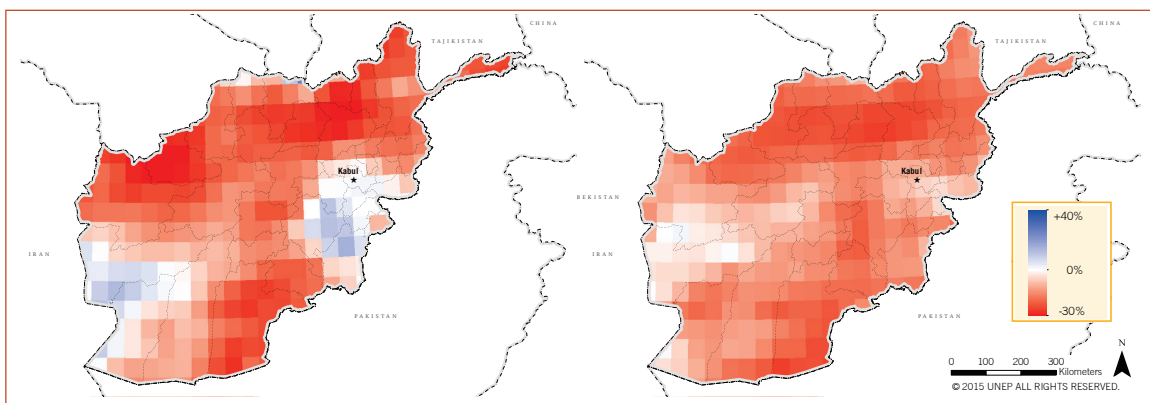 CHINA
TAJIKISTAN
Kabul
IRAN
PAKISTAN
CHINA
TAJIKISTAN
Kabul
BEKISTAN
IRAN
PAKISTAN
+40%
0%
-30%
N
0 100 200 300
Kilometers
© 2015 UNEP ALL RIGHTS RESERVED.